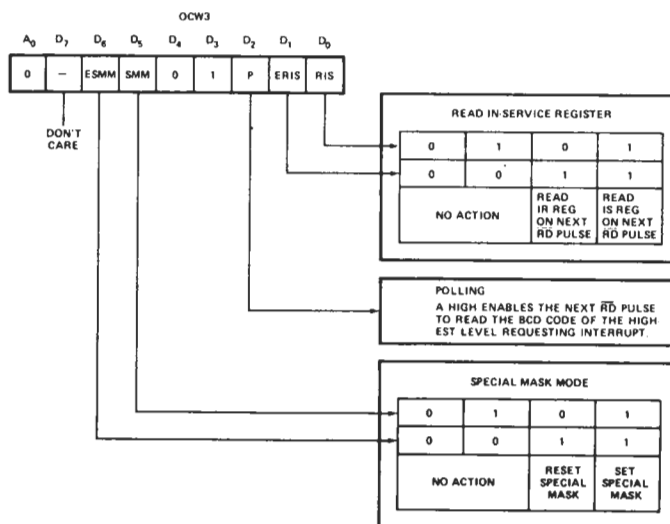 OCW3
A0 D7 D6 D5 D4 D3 D2 D1 D0
0 – ESMM SMM 0 1 P ERIS RIS
DON'T
CARE
READ IN-SERVICE REGISTER
0 1 0 1
0 0 1 1
NO ACTION
READ
IR REG
ON NEXT
RD PULSE
READ
IS REG
ON NEXT
RD PULSE
POLLING
A HIGH ENABLES THE NEXT RD PULSE
TO READ THE BCD CODE OF THE HIGH
EST LEVEL REQUESTING INTERRUPT.
SPECIAL MASK MODE
0 1 0 1
0 0 1 1
NO ACTION
RESET
SPECIAL
MASK
SET
SPECIAL
MASK